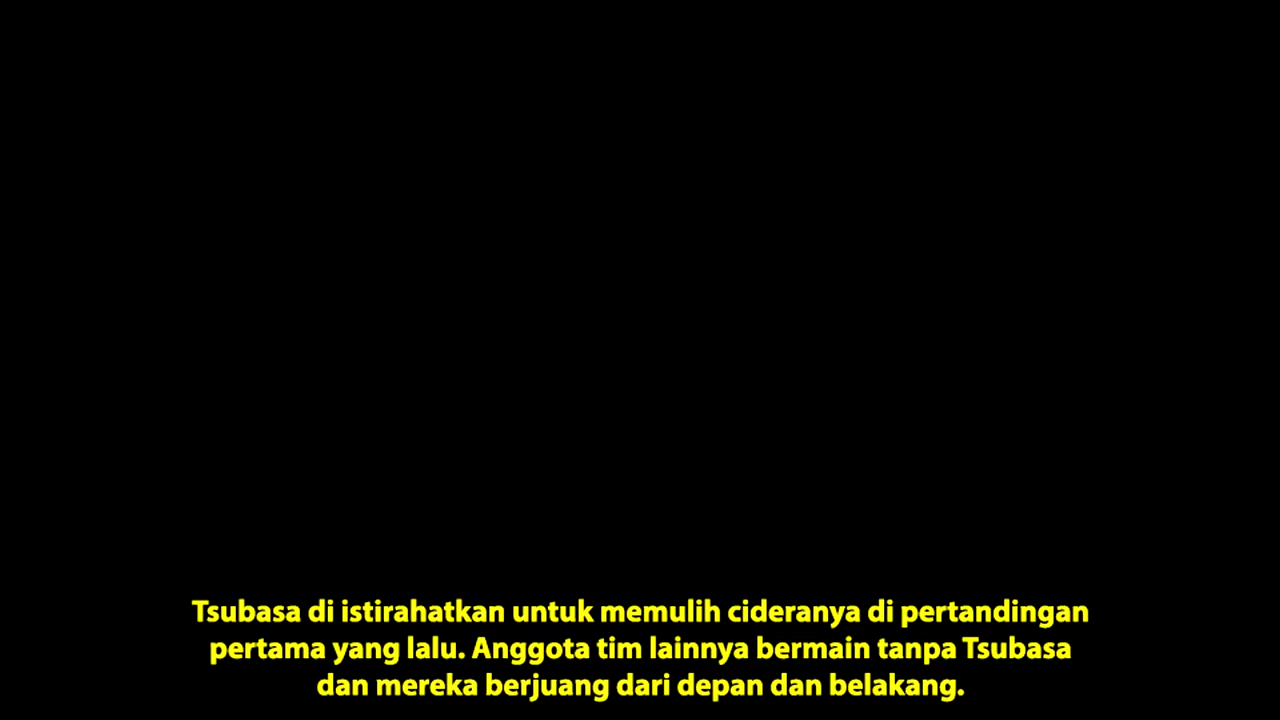 Tsubasa di istirahatkan untuk memulih cideranya di pertandingan
pertama yang lalu. Anggota tim lainnya bermain tanpa Tsubasa
dan mereka berjuang dari depan dan belakang.